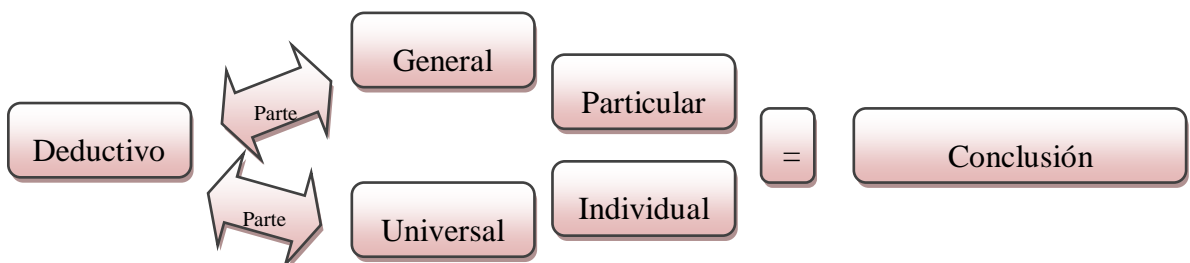 Deductivo
Parte
General
Particular
Parte
Universal
Individual
=
Conclusión